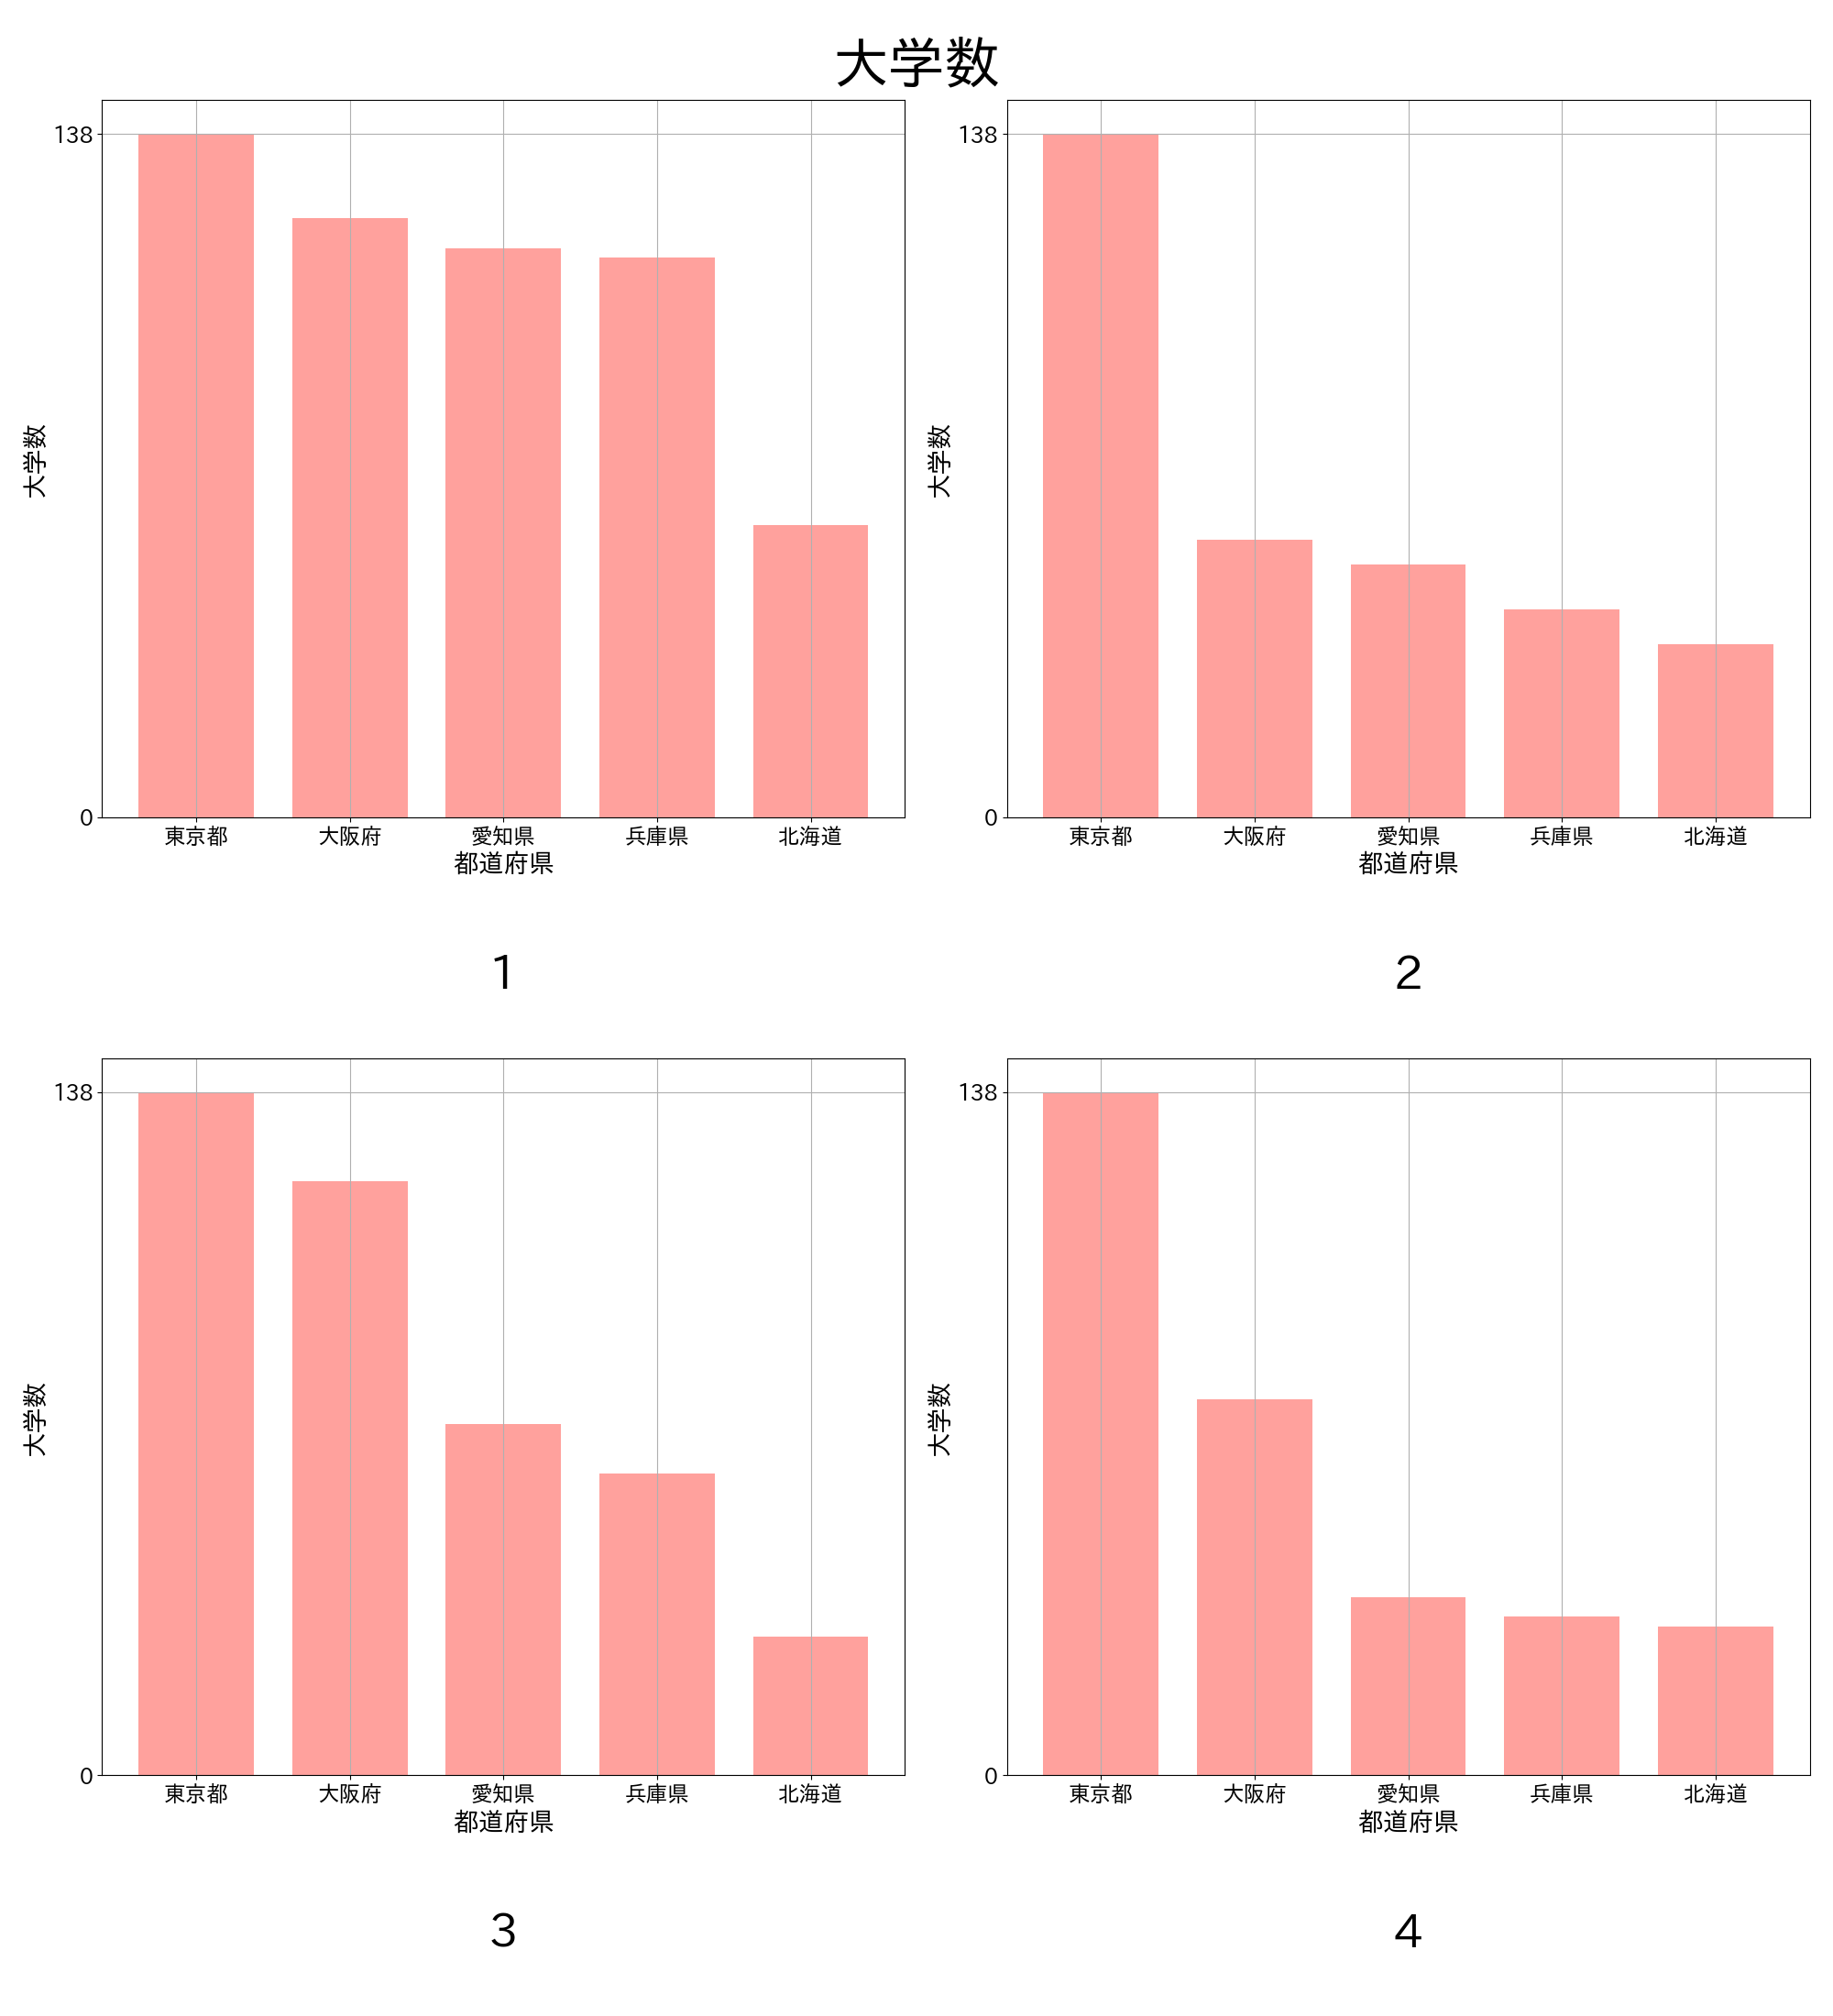 大学数
138
0
大学数
東京都 大阪府 愛知県 兵庫県 北海道
都道府県
1
138
0
大学数
東京都 大阪府 愛知県 兵庫県 北海道
都道府県
2
138
0
大学数
東京都 大阪府 愛知県 兵庫県 北海道
都道府県
3
138
0
大学数
東京都 大阪府 愛知県 兵庫県 北海道
都道府県
4